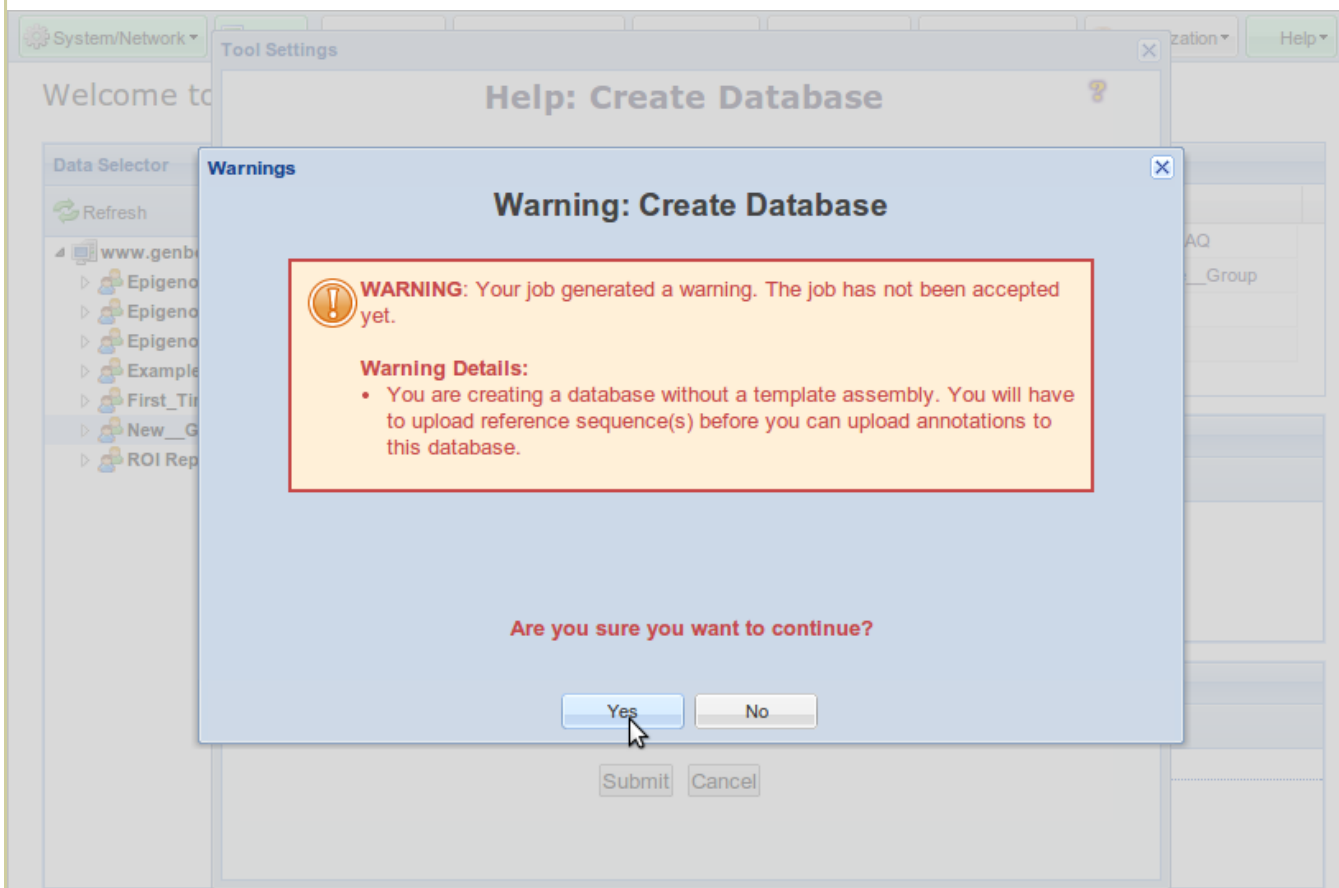 System/Network
zation
Help
Tool Settings
Welcome to
Help: Create Database
Data Selector
Warnings
Warning: Create Database
Refresh
www.genb
AQ
Epigeno
__Group
Epigeno
Epigeno
Example
First_Ti
New__G
ROI Rep
WARNING: Your job generated a warning. The job has not been accepted
yet.
Warning Details:
• You are creating a database without a template assembly. You will have
to upload reference sequence(s) before you can upload annotations to
this database.
Are you sure you want to continue?
Yes
No
Submit
Cancel